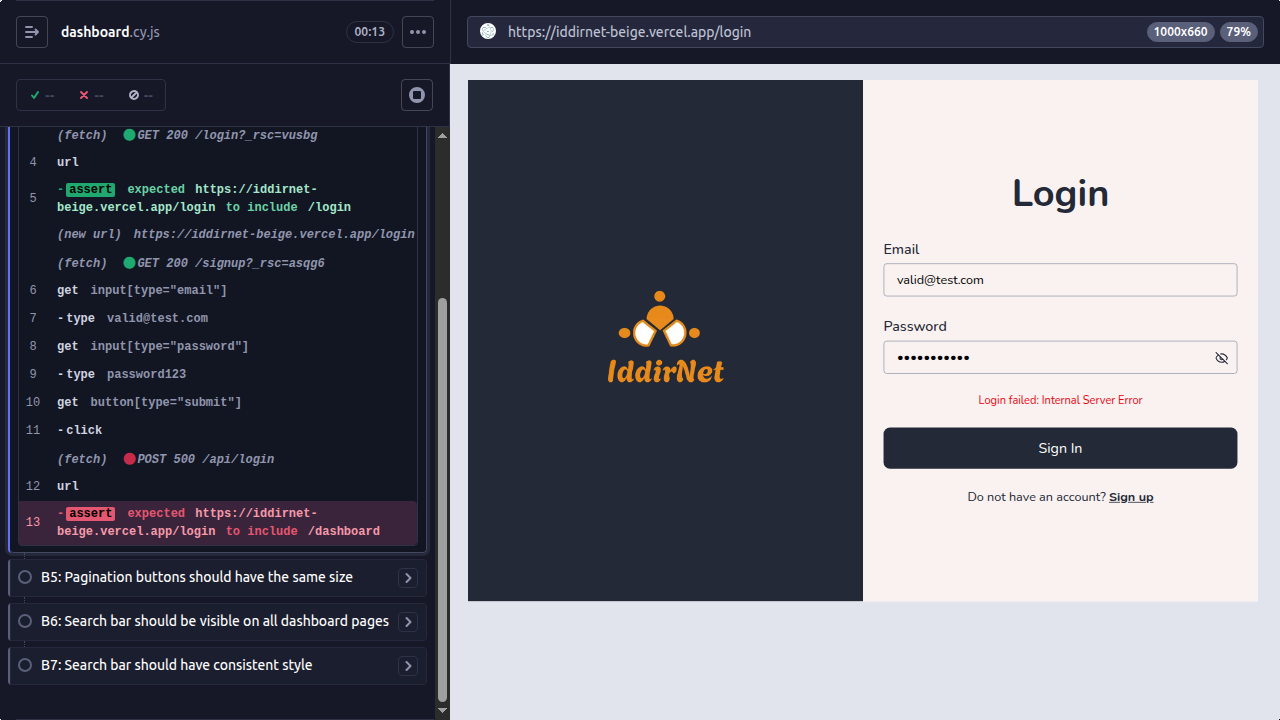 dashboard.cy.js
00:13
https://iddirnet-beige.vercel.app/login
1000x660
79%
--
--
--
(fetch) GET 200 /login?_rsc=vusbg
4 url
5 -assert expected https://iddirnet-
beige.vercel.app/login to include /login
(new url) https://iddirnet-beige.vercel.app/login
(fetch) GET 200 /signup?_rsc=asqg6
6 get input[type="email"]
7 -type valid@test.com
8 get input[type="password"]
9 -type password123
10 get button[type="submit"]
11 -click
(fetch) POST 500 /api/login
12 url
13 -assert expected https://iddirnet-
beige.vercel.app/login to include /dashboard
B5: Pagination buttons should have the same size
B6: Search bar should be visible on all dashboard pages
B7: Search bar should have consistent style
IddirNet
Login
Email
valid@test.com
Password
•••••••••••
Login failed: Internal Server Error
Sign In
Do not have an account? Sign up